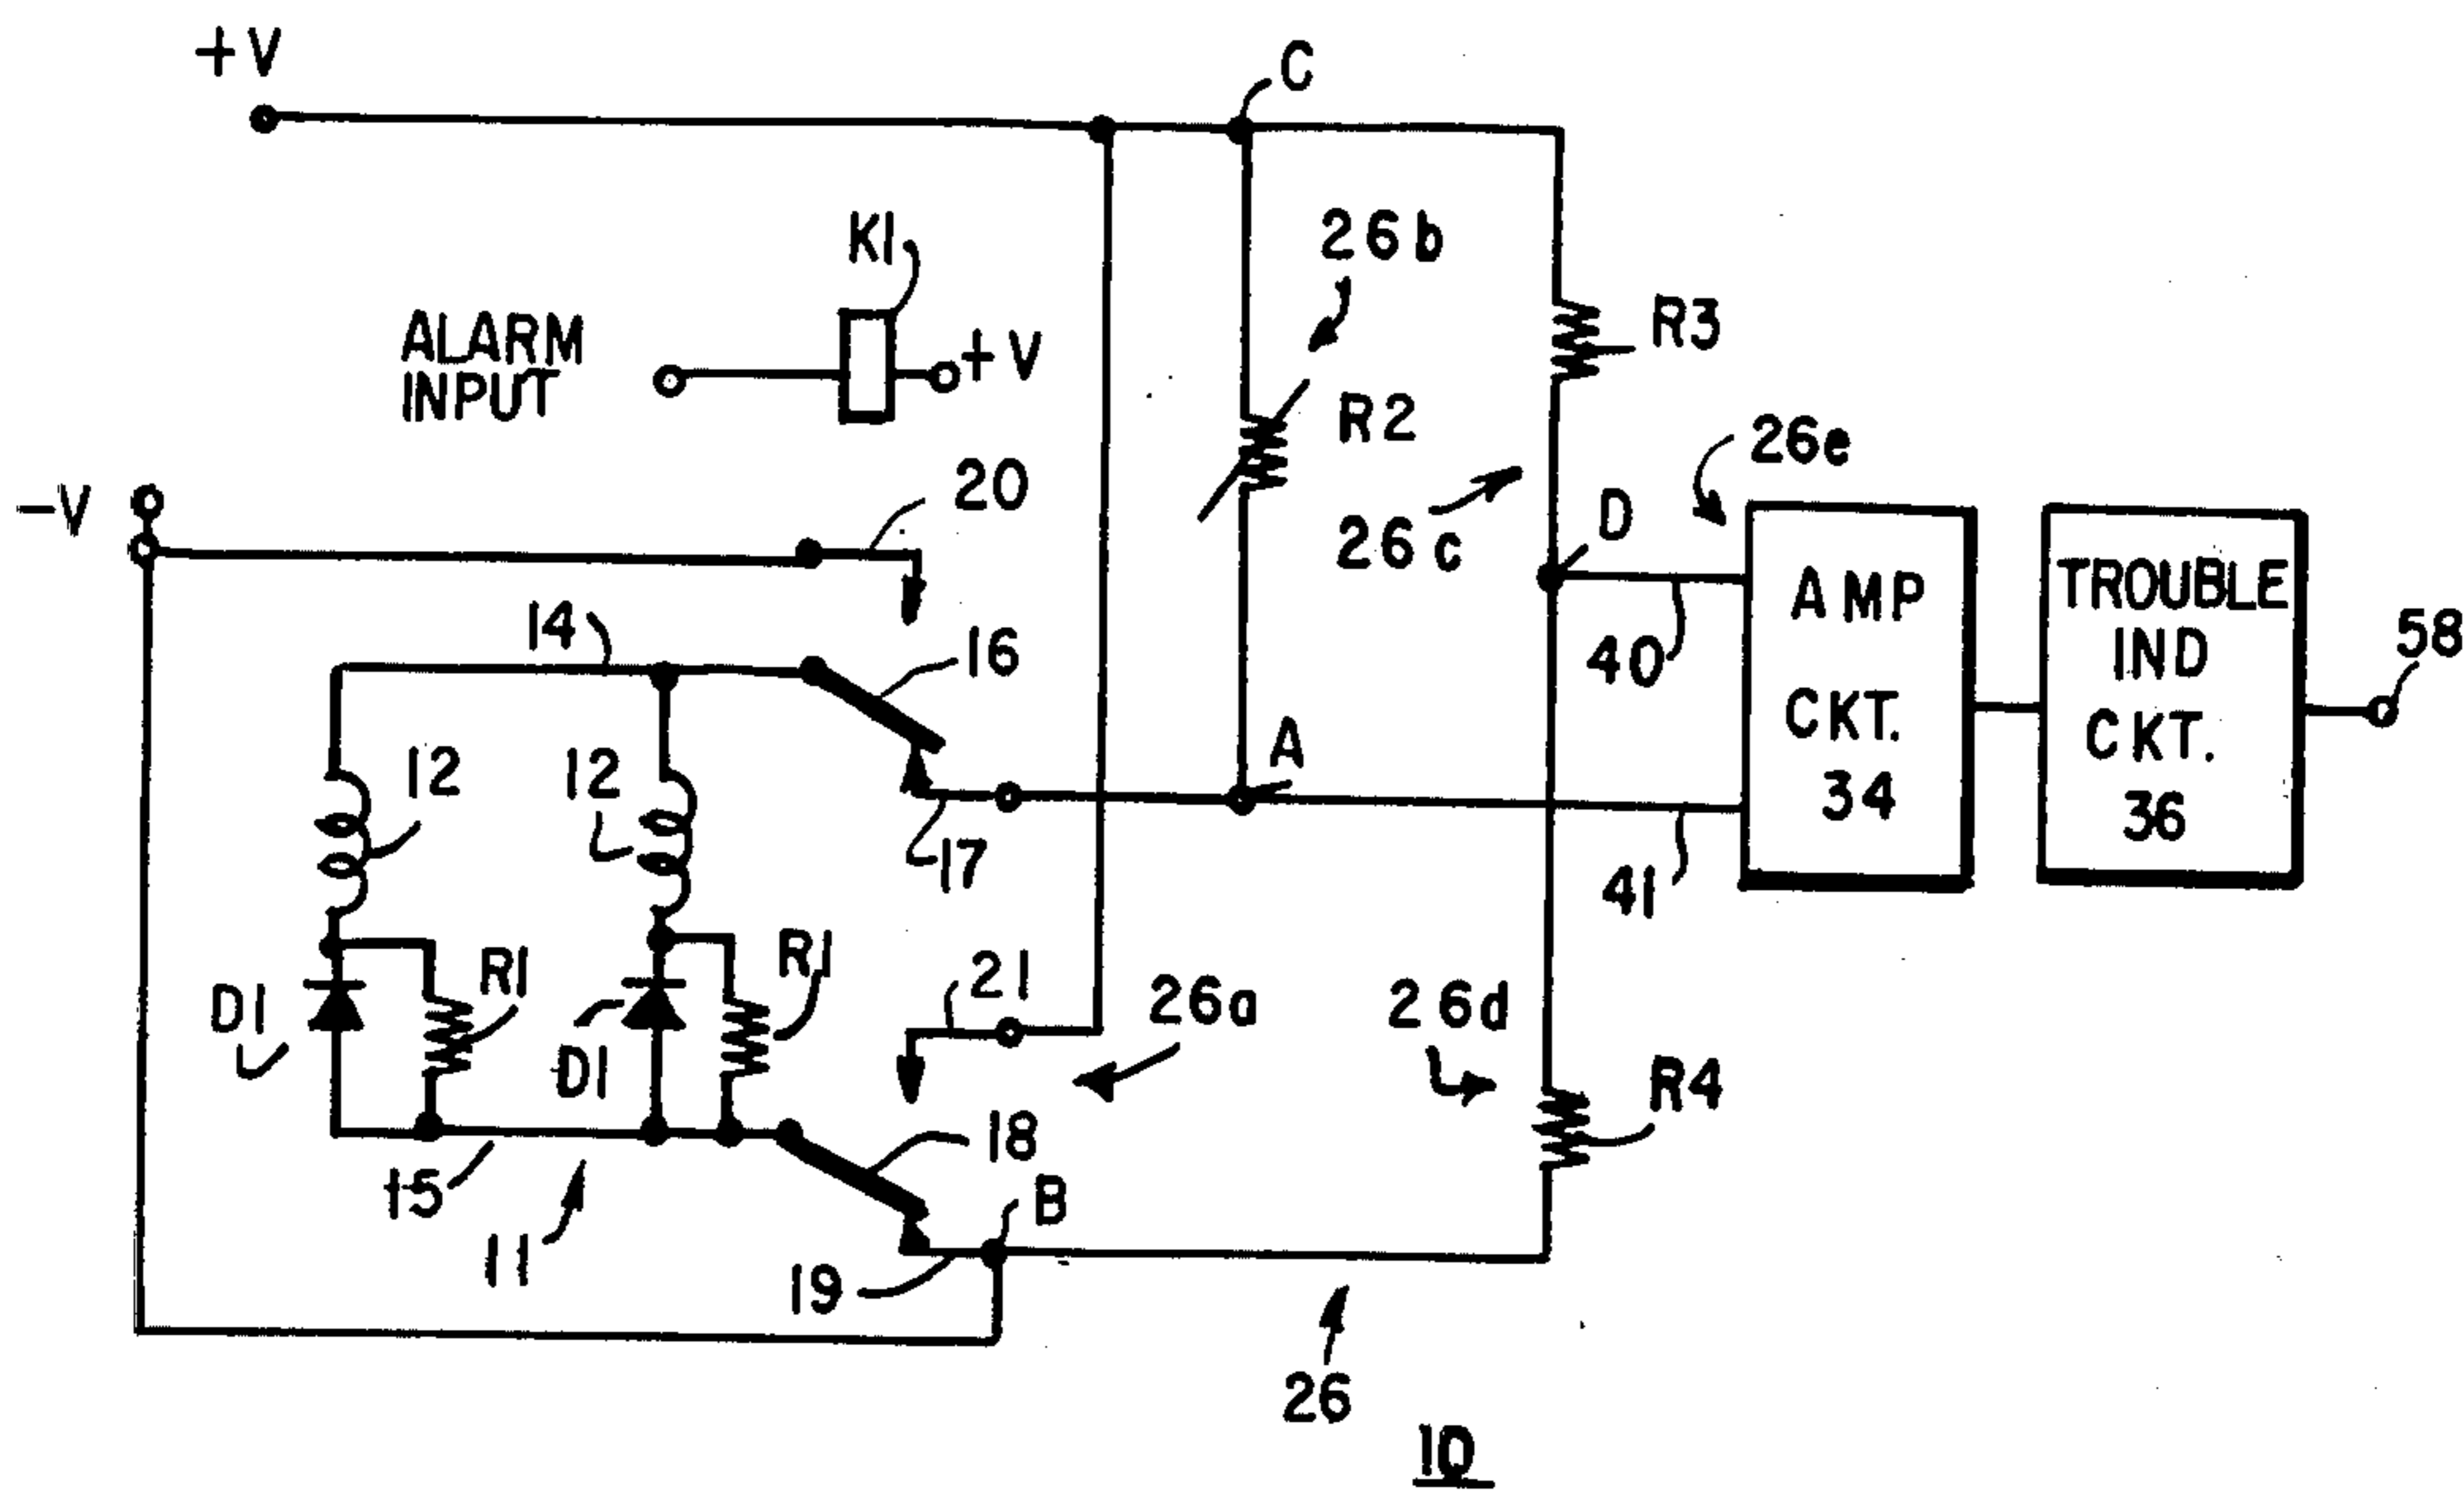 +V
C
K1
26b
ALARM
INPUT
+V
R3
R2
26e
-V
20
26c
D
AMP
CKT.
34
TROUBLE
IND
CKT.
36
58
14
16
40
A
12
12
17
41
D1
R1
D1
R1
21
26a
26d
R4
15
18
B
11
19
26
10